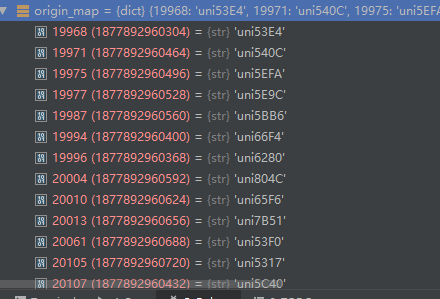 origin_map = {dict} {19968: 'uni53E4', 19971: 'uni540C', 19975: 'uni5EFA
19968 (1877892960304) = {str} 'uni53E4'
19971 (1877892960464) = {str} 'uni540C'
19975 (1877892960496) = {str} 'uni5EFA'
19977 (1877892960528) = {str} 'uni5E9C'
19987 (1877892960560) = {str} 'uni5BB6'
19994 (1877892960400) = {str} 'uni66F4'
19996 (1877892960368) = {str} 'uni6280'
20004 (1877892960592) = {str} 'uni804C'
20010 (1877892960624) = {str} 'uni65F6'
20013 (1877892960656) = {str} 'uni7B51'
20061 (1877892960688) = {str} 'uni53F0'
20105 (1877892960720) = {str} 'uni5317'
20107 (1877892960432) = {str} 'uni5C40'